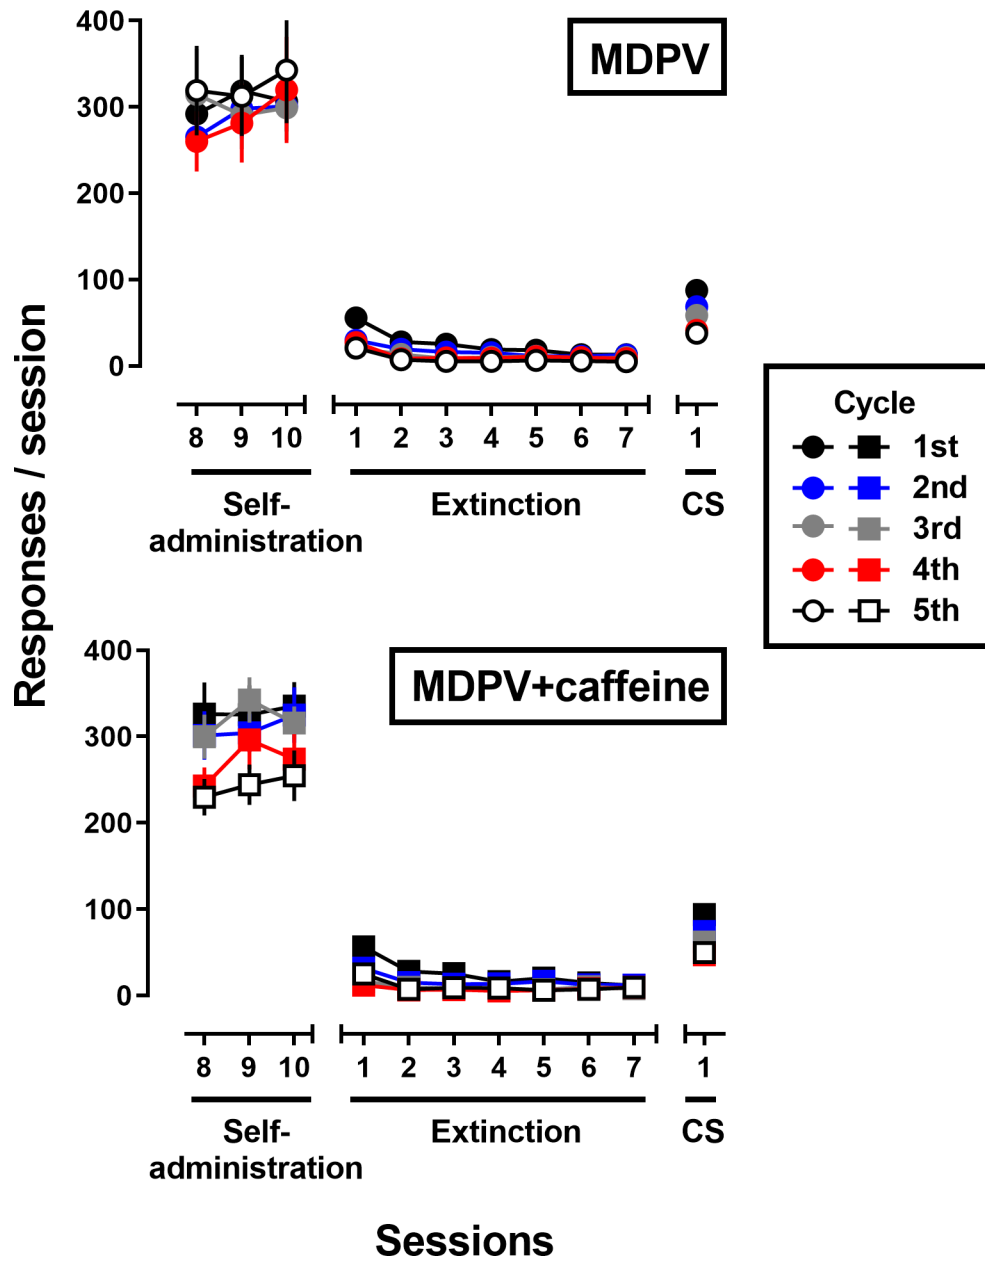 MDPV
400
300
200
100
0
8 9 10 1 2 3 4 5 6 7 1
Self-
administration
Extinction
CS
Responses / session
Cycle
1st
2nd
3rd
4th
5th
MDPV+caffeine
400
300
200
100
0
8 9 10 1 2 3 4 5 6 7 1
Self-
administration
Extinction
CS
Sessions